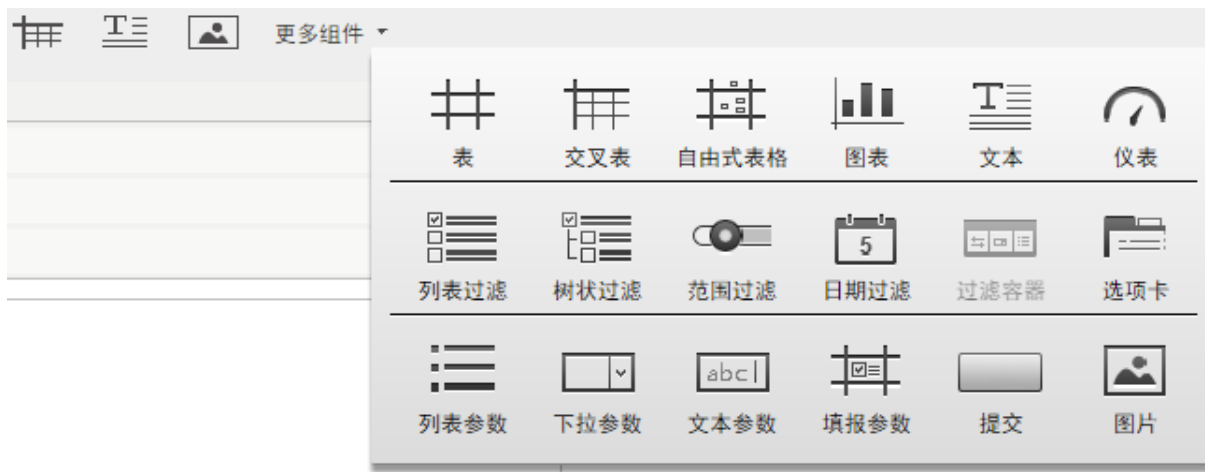 更多组件
表 交叉表 自由式表格 图表 文本 仪表
5
列表过滤 树状过滤 范围过滤 日期过滤 过滤容器 选项卡
abc
列表参数 下拉参数 文本参数 填报参数 提交 图片